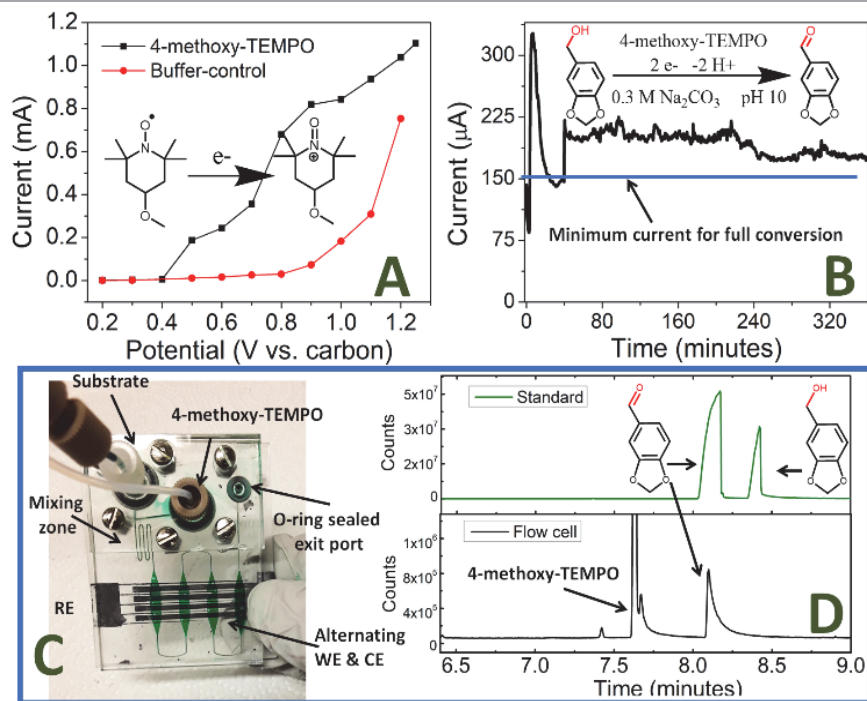 4-methoxy-TEMPO
Buffer-control
Current (mA)
1.2
1.0
0.8
0.6
0.4
0.2
0.0
O•
N
e-
O
N
⊕
O
O
A
0.2 0.4 0.6 0.8 1.0 1.2
Potential (V vs. carbon)
Current (µA)
300
225
150
75
0
OH
O
O
4-methoxy-TEMPO
2 e- -2 H+
0.3 M Na₂CO₃ pH 10
O
O
O
Minimum current for full conversion
B
0 80 160 240 320
Time (minutes)
Substrate
4-methoxy-TEMPO
Mixing
zone
O-ring sealed
exit port
RE
Alternating
WE & CE
C
Counts
5x10⁷
2x10⁷
0
Standard
O
O
O
OH
O
O
Counts
1x10⁶
8x10⁵
4x10⁵
0
Flow cell
4-methoxy-TEMPO
D
6.5 7.0 7.5 8.0 8.5 9.0
Time (minutes)